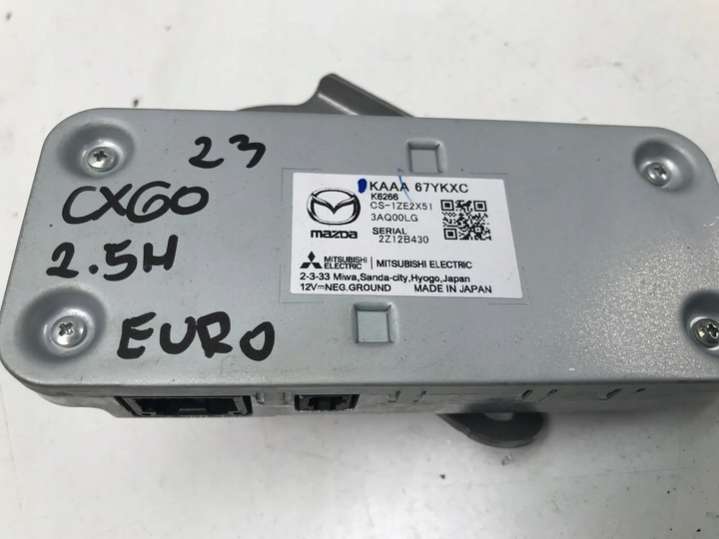 23
CX60
2.5H
EURO
KAAA 67YKXC
K6266
CS-1ZE2X51
3AQ00LG
mazda
SERIAL
2Z12B430
MITSUBISHI ELECTRIC
MITSUBISHI ELECTRIC
2-3-33 Miwa,Sanda-city,Hyogo,Japan
12V⎓NEG.GROUND MADE IN JAPAN